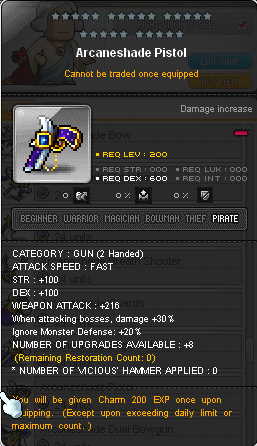 Arcaneshade Pistol
Cannot be traded once equipped
Damage increase
REQ LEV : 200
REQ STR : 000 REQ LUK : 000
REQ DEX : 600 REQ INT : 000
0 0 0
BEGINNER WARRIOR MAGICIAN BOWMAN THIEF PIRATE
CATEGORY : GUN (2 Handed)
ATTACK SPEED : FAST
STR : +100
DEX : +100
WEAPON ATTACK : +216
When attacking bosses, damage +30%
Ignore Monster Defense: +20%
NUMBER OF UPGRADES AVAILABLE : +8
(Remaining Restoration Count: 0)
* NUMBER OF VICIOUS' HAMMER APPLIED : 0
You will be given Charm 200 EXP once upon
equipping. (Except upon exceeding daily limit or
maximum count.)